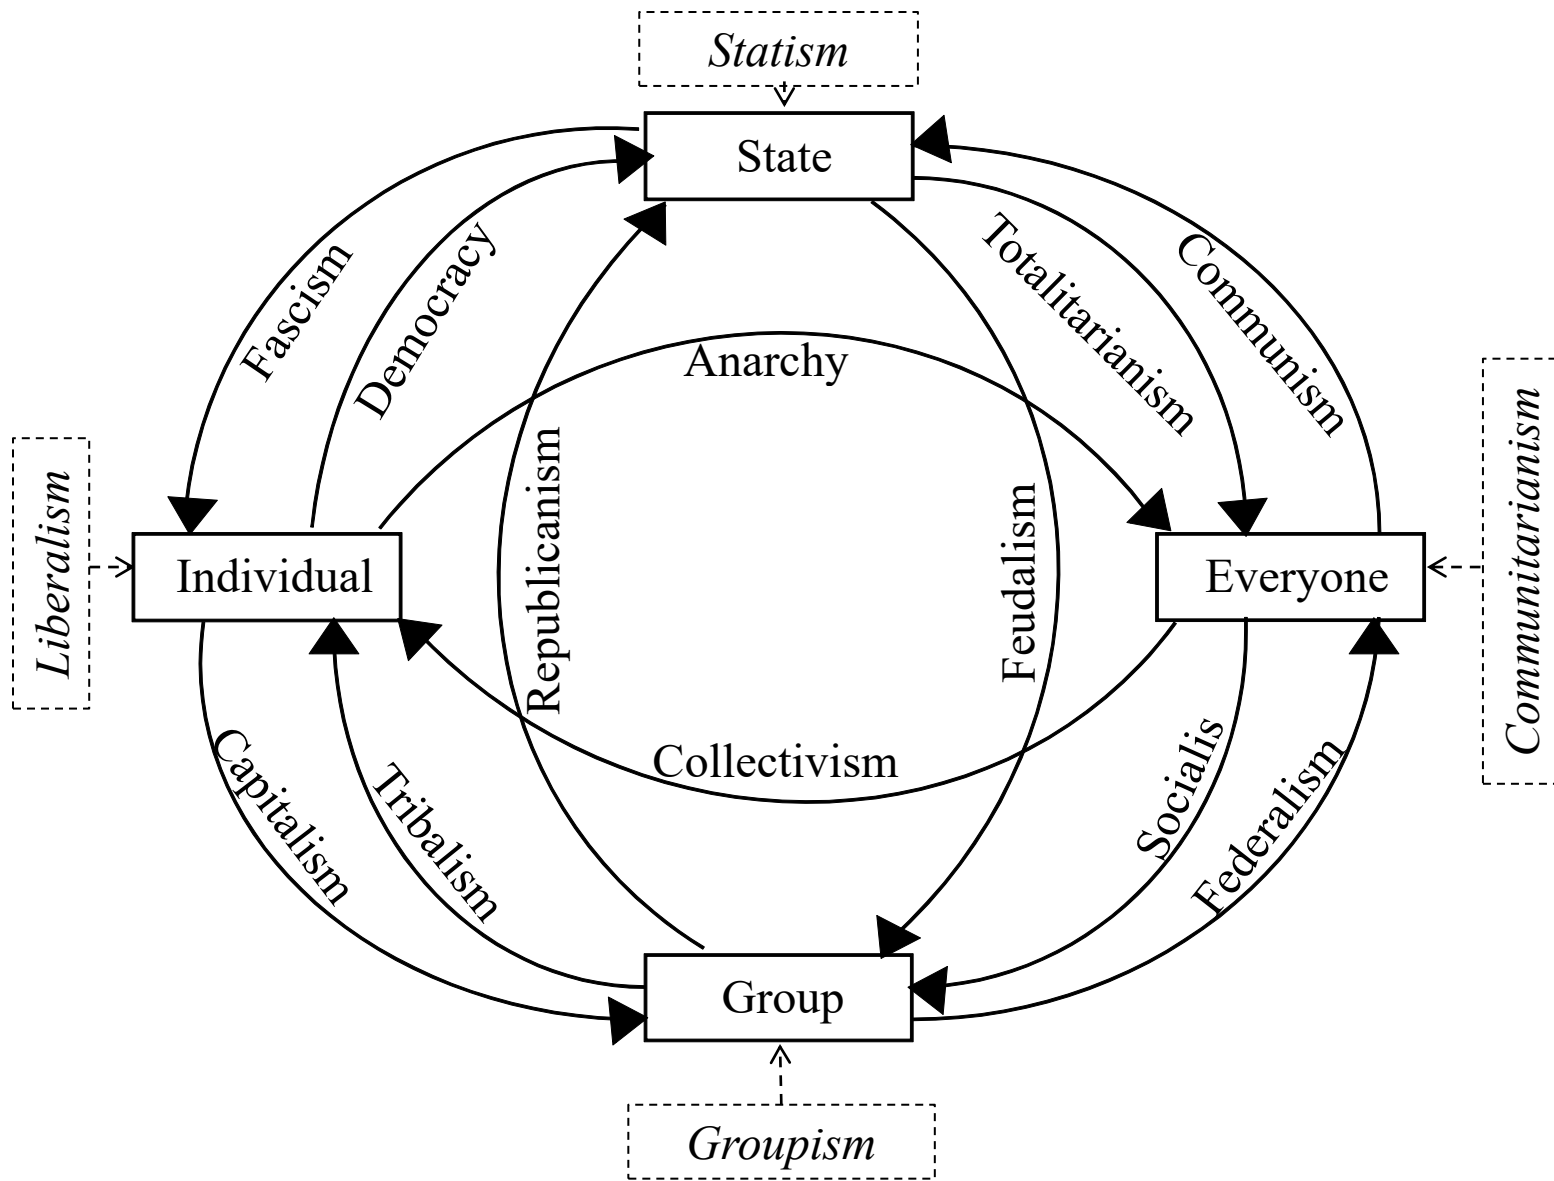 Statism
State
Fascism
Democracy
Totalitarianism
Communism
Anarchy
Liberalism
Individual
Republicanism
Feudalism
Everyone
Communitarianism
Collectivism
Capitalism
Tribalism
Socialis
Federalism
Group
Groupism